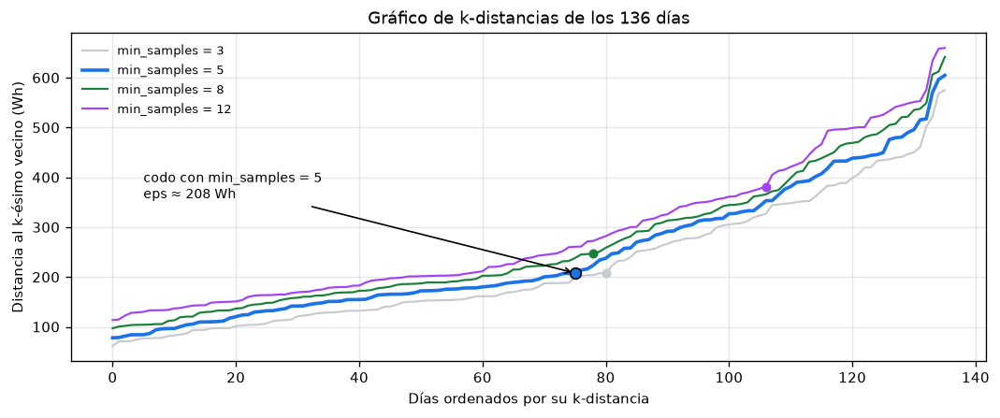 Gráfico de k-distancias de los 136 días
min_samples = 3
min_samples = 5
min_samples = 8
min_samples = 12
codo con min_samples = 5
eps ≈ 208 Wh
Distancia al k-ésimo vecino (Wh)
600
500
400
300
200
100
0
20
40
60
80
100
120
140
Días ordenados por su k-distancia